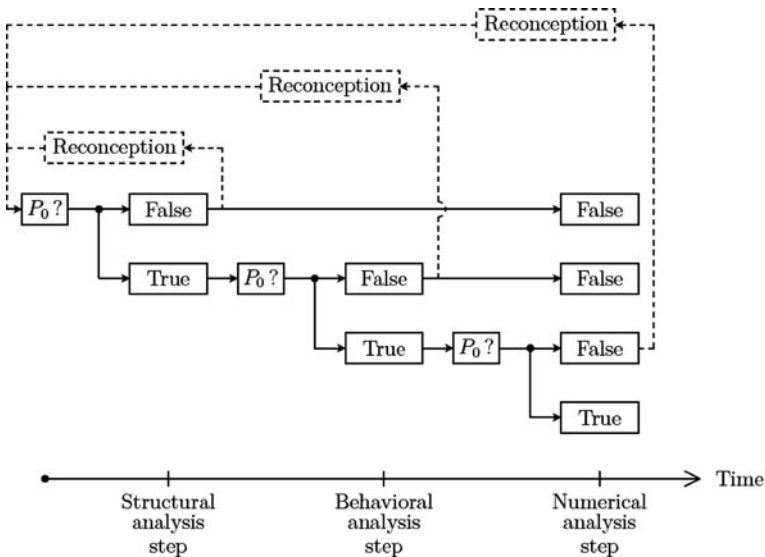 Reconception
Reconception
Reconception
P₀ ? False False
True P₀ ? False False
True P₀ ? False
True
Time
Structural analysis step
Behavioral analysis step
Numerical analysis step